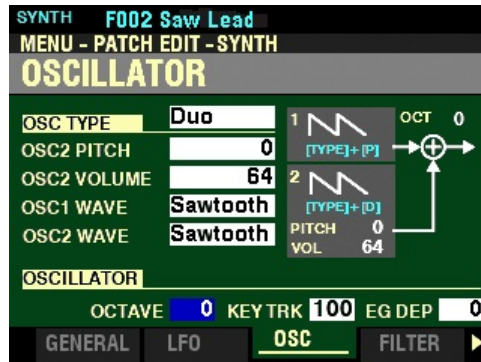 SYNTH F002 Saw Lead
MENU - PATCH EDIT - SYNTH
OSCILLATOR
OSC TYPE Duo
OSC2 PITCH 0
OSC2 VOLUME 64
OSC1 WAVE Sawtooth
OSC2 WAVE Sawtooth
1
[TYPE]+[P]
OCT 0
2
[TYPE]+[D]
PITCH 0
VOL 64
OSCILLATOR
OCTAVE 0 KEY TRK 100 EG DEP 0
GENERAL LFO OSC FILTER